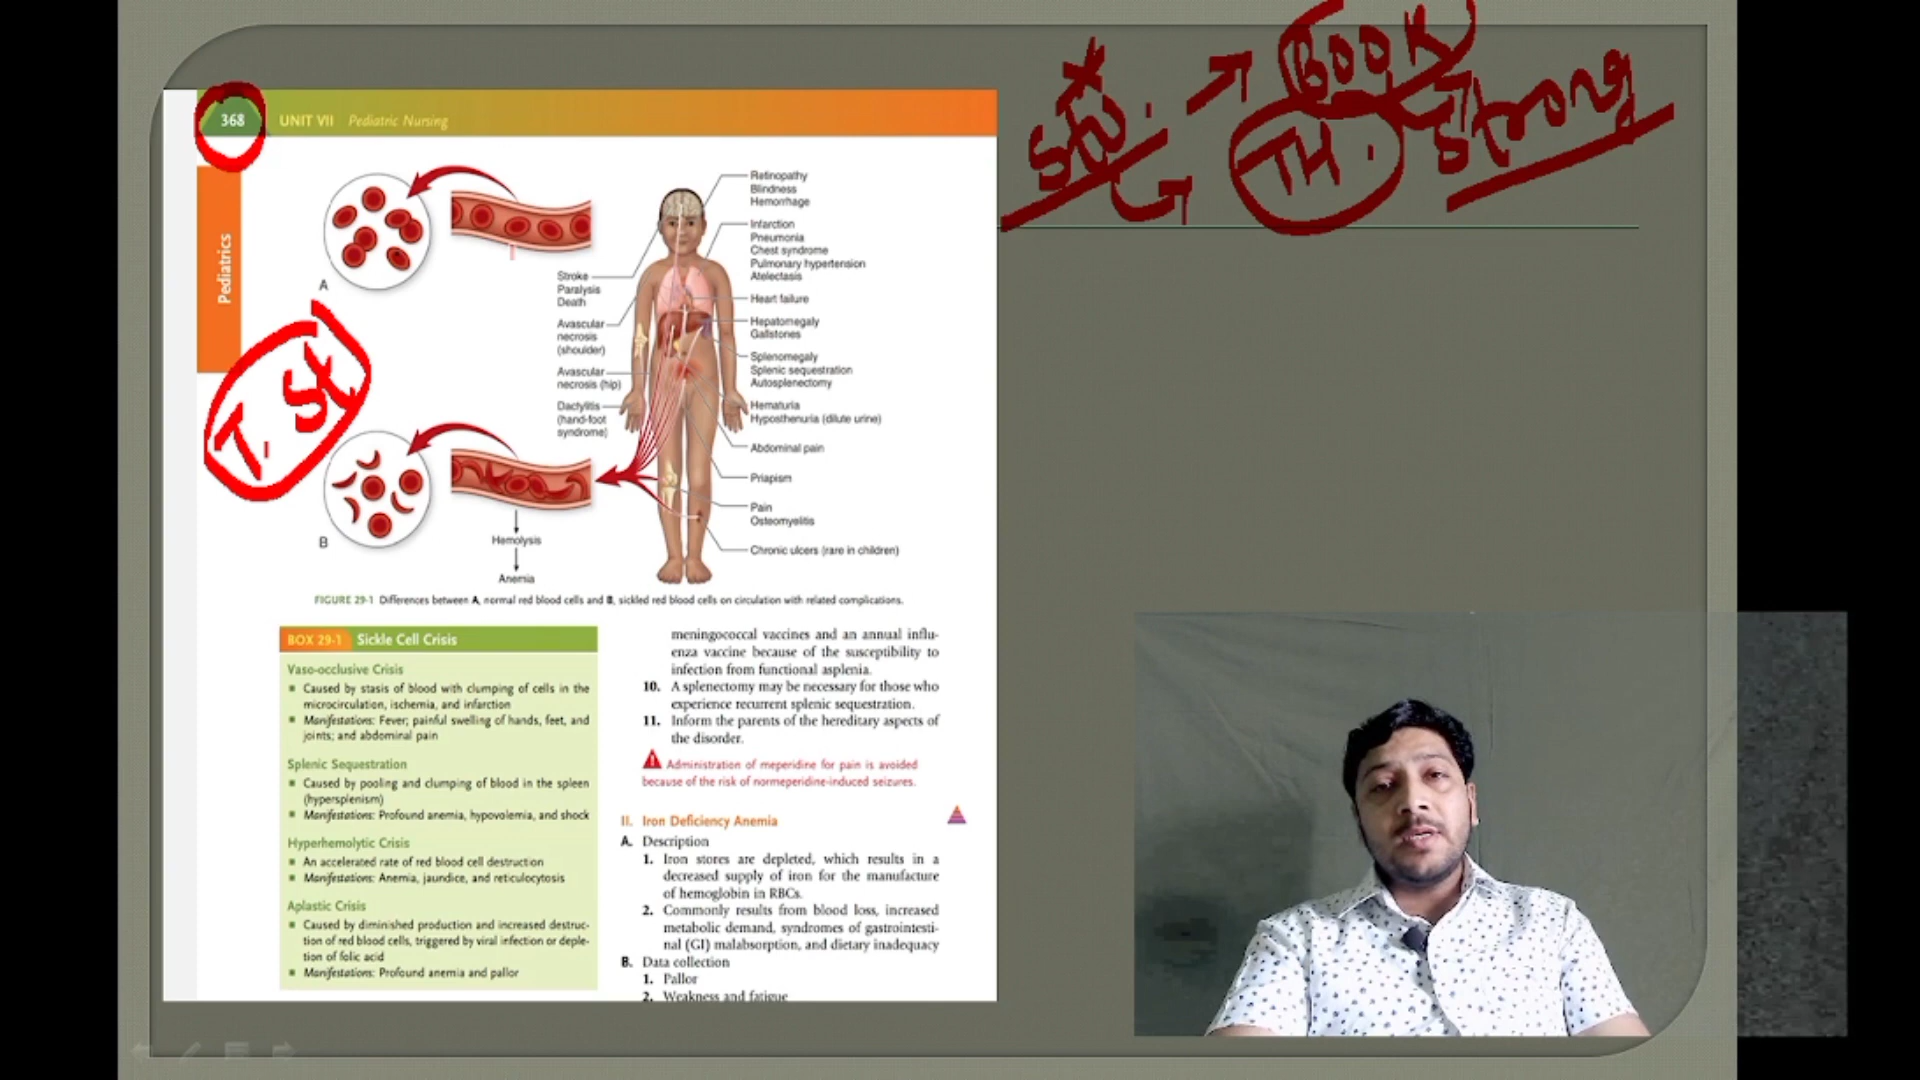 368 UNIT VII Pediatric Nursing
Pediatrics
A
Retinopathy
Blindness
Hemorrhage
Infarction
Pneumonia
Chest syndrome
Pulmonary hypertension
Atelectasis
Heart failure
Hepatomegaly
Gallstones
Splenomegaly
Splenic sequestration
Autosplenectomy
Hematuria
Hyposthenuria (dilute urine)
Abdominal pain
Priapism
Pain
Osteomyelitis
Chronic ulcers (rare in children)
Stroke
Paralysis
Death
Avascular
necrosis
(shoulder)
Avascular
necrosis (hip)
Dactylitis
(hand-foot
syndrome)
B
Hemolysis
Anemia
FIGURE 29-1 Differences between A, normal red blood cells and B, sickled red blood cells on circulation with related complications.
BOX 29-1 Sickle Cell Crisis
Vaso-occlusive Crisis
■ Caused by stasis of blood with clumping of cells in the
microcirculation, ischemia, and infarction
■ Manifestations: Fever; painful swelling of hands, feet, and
joints; and abdominal pain
Splenic Sequestration
■ Caused by pooling and clumping of blood in the spleen
(hypersplenism)
■ Manifestations: Profound anemia, hypovolemia, and shock
Hyperhemolytic Crisis
■ An accelerated rate of red blood cell destruction
■ Manifestations: Anemia, jaundice, and reticulocytosis
Aplastic Crisis
■ Caused by diminished production and increased destruc-
tion of red blood cells, triggered by viral infection or deple-
tion of folic acid
■ Manifestations: Profound anemia and pallor
meningococcal vaccines and an annual influ-
enza vaccine because of the susceptibility to
infection from functional asplenia.
10. A splenectomy may be necessary for those who
experience recurrent splenic sequestration.
11. Inform the parents of the hereditary aspects of
the disorder.
Administration of meperidine for pain is avoided
because of the risk of normeperidine-induced seizures.
II. Iron Deficiency Anemia
A. Description
1. Iron stores are depleted, which results in a
decreased supply of iron for the manufacture
of hemoglobin in RBCs.
2. Commonly results from blood loss, increased
metabolic demand, syndromes of gastrointesti-
nal (GI) malabsorption, and dietary inadequacy
B. Data collection
1. Pallor
2. Weakness and fatigue
T. St
BOOK
TH.
Strong